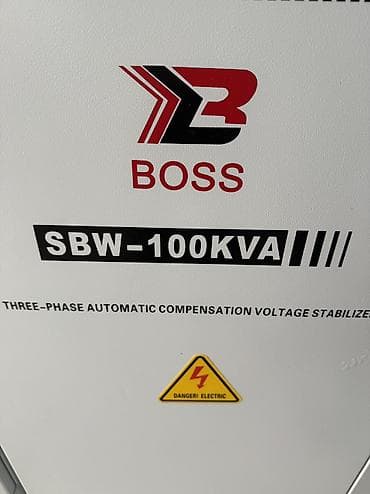 BOSS
SBW-100KVA
THREE-PHASE AUTOMATIC COMPENSATION VOLTAGE STABILIZE
DANGER! ELECTRIC